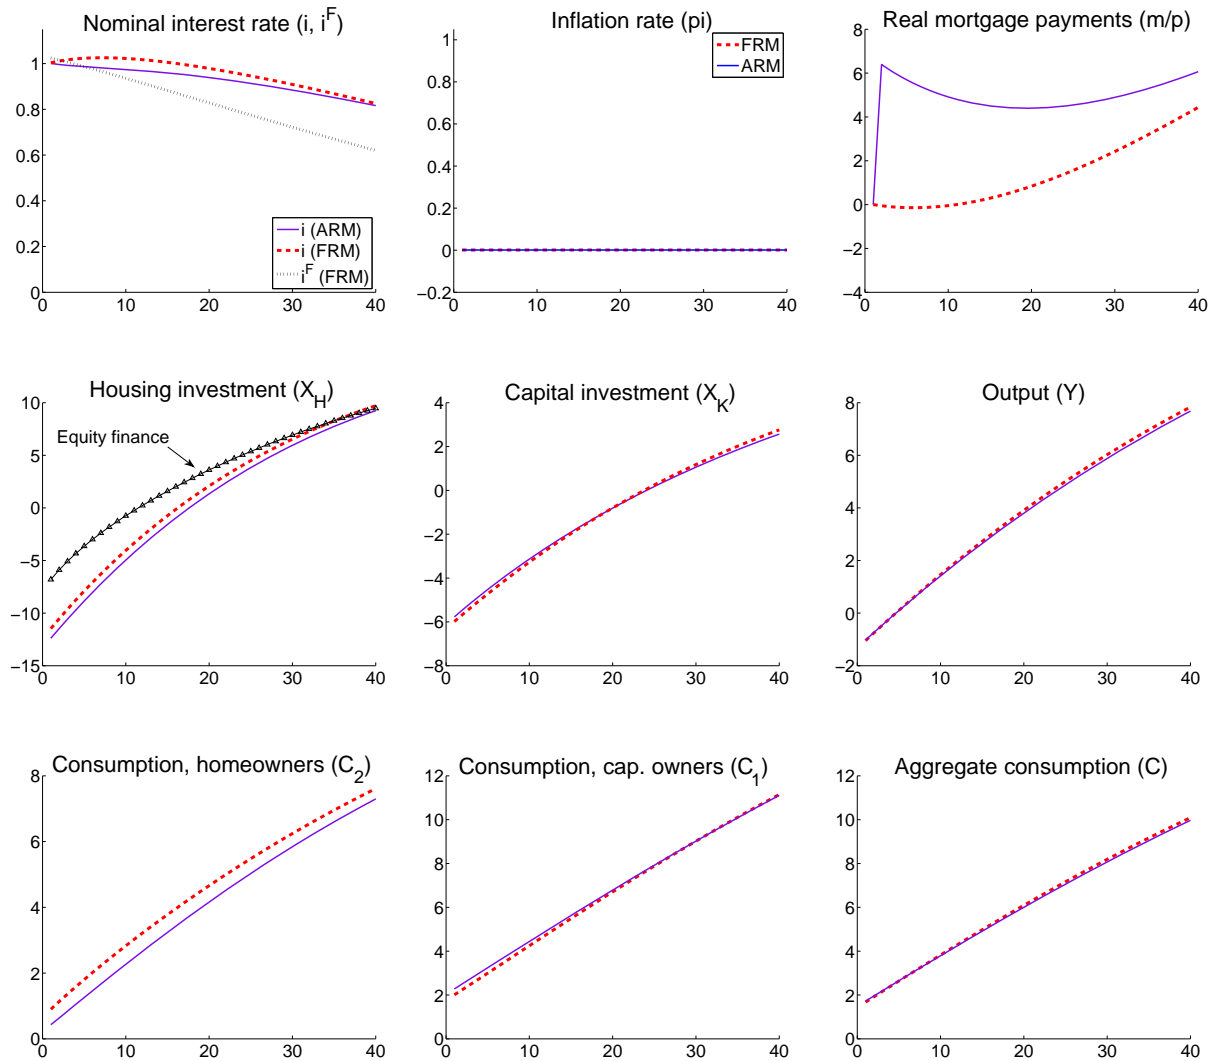 Nominal interest rate (i, i^F)
1
0.8
0.6
0.4
0.2
0
0 10 20 30 40
i (ARM)
i (FRM)
i^F (FRM)
Inflation rate (pi)
1
0.8
0.6
0.4
0.2
0
−0.2
0 10 20 30 40
FRM
ARM
Real mortgage payments (m/p)
8
6
4
2
0
−2
−4
0 10 20 30 40
Housing investment (X_H)
10
5
0
−5
−10
−15
0 10 20 30 40
Equity finance
Capital investment (X_K)
4
2
0
−2
−4
−6
−8
0 10 20 30 40
Output (Y)
8
6
4
2
0
−2
0 10 20 30 40
Consumption, homeowners (C_2)
8
6
4
2
0
0 10 20 30 40
Consumption, cap. owners (C_1)
12
10
8
6
4
2
0
0 10 20 30 40
Aggregate consumption (C)
12
10
8
6
4
2
0
0 10 20 30 40